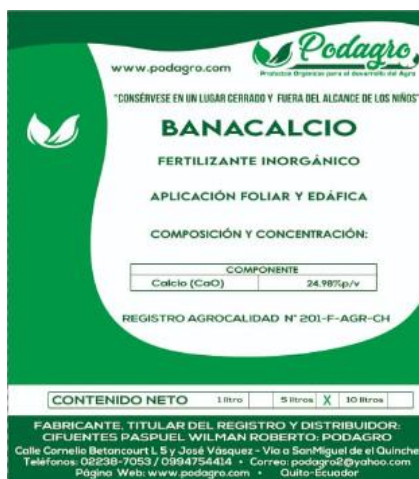 Podagro
Productos Orgánicos para el desarrollo del Agro
www.podagro.com
"CONSÉRVESE EN UN LUGAR CERRADO Y FUERA DEL ALCANCE DE LOS NIÑOS"
BANACALCIO
FERTILIZANTE INORGÁNICO
APLICACIÓN FOLIAR Y EDÁFICA
COMPOSICIÓN Y CONCENTRACIÓN:
COMPONENTE
Calcio (CaO) 24.98%p/v
REGISTRO AGROCALIDAD N° 201-F-AGR-CH
CONTENIDO NETO 1 litro 5 litros X 10 litros
FABRICANTE, TITULAR DEL REGISTRO Y DISTRIBUIDOR:
CIFUENTES PASPUEL WILMAN ROBERTO: PODAGRO
Calle Cornelio Betancourt L 5 y José Vásquez - Via a SanMiguel de el Quinche
Teléfonos: 02238-7053 / 0994754414 • Correo: podagro2@yahoo.com
Página Web: www.podagro.com • Quito-Ecuador